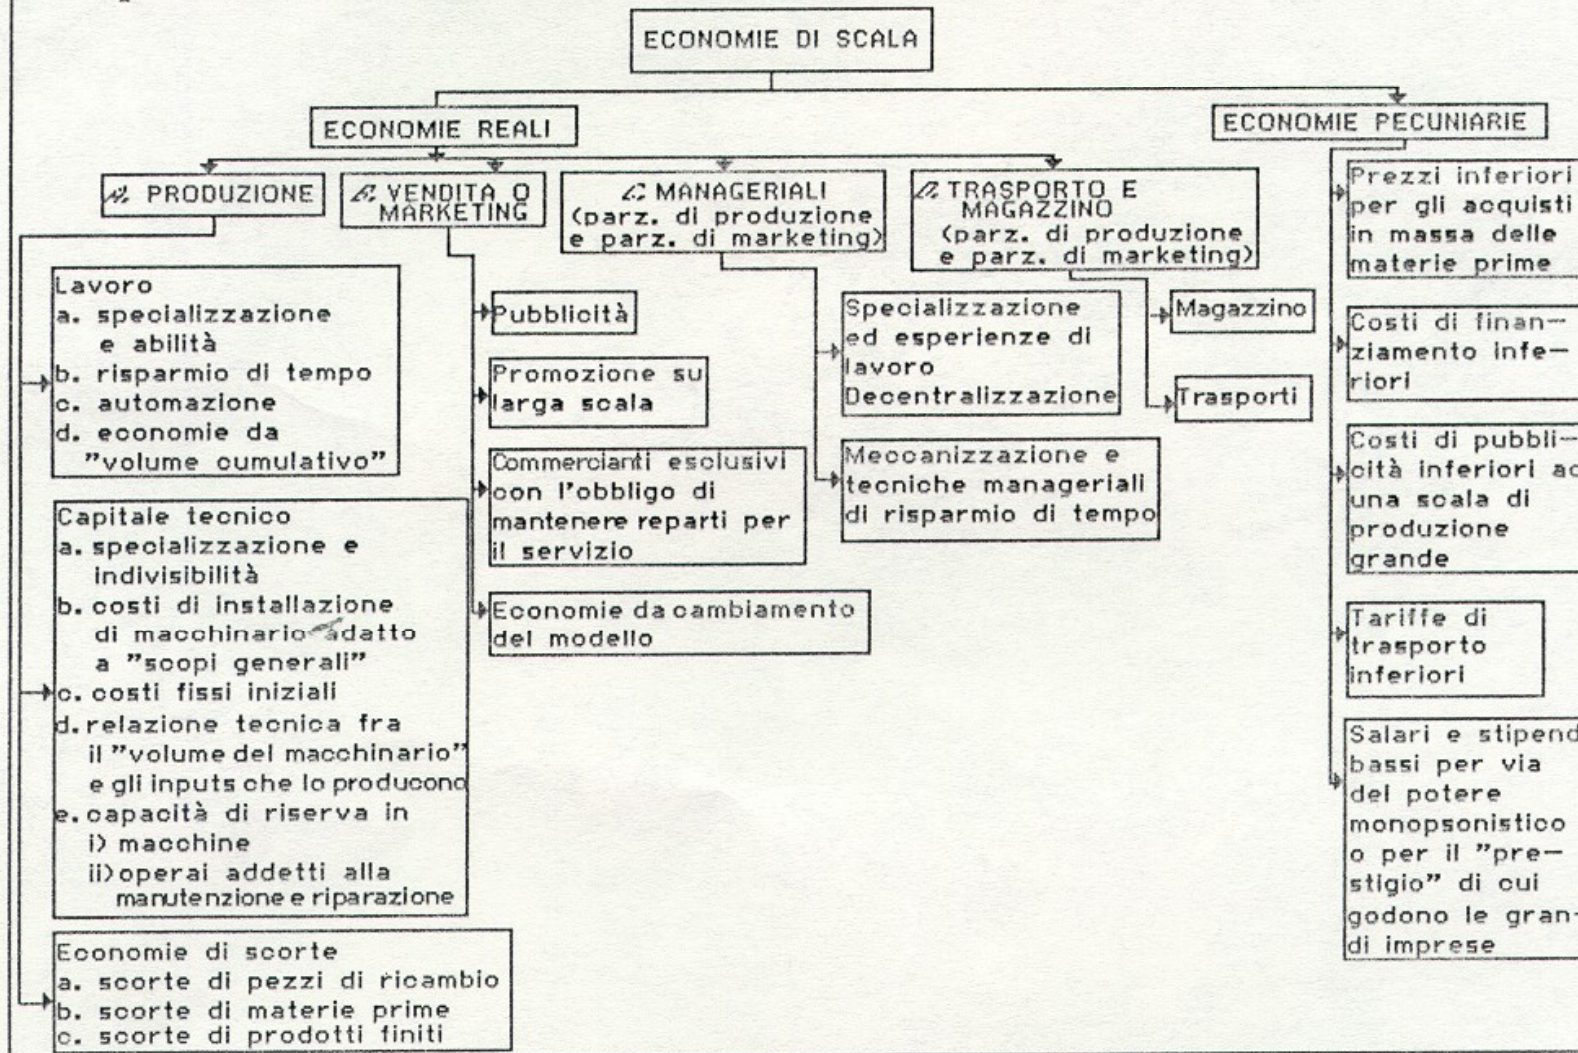 ECONOMIE DI SCALA
ECONOMIE REALI
ECONOMIE PECUNIARIE
PRODUZIONE
VENDITA O
MARKETING
MANAGERIALI
(parz. di produzione
e parz. di marketing)
TRASPORTO E
MAGAZZINO
(parz. di produzione
e parz. di marketing)
Lavoro
a. specializzazione
e abilità
b. risparmio di tempo
c. automazione
d. economie da
"volume cumulativo"
Capitale tecnico
a. specializzazione e
indivisibilità
b. costi di installazione
di macchinario adatto
a "scopi generali"
c. costi fissi iniziali
d. relazione tecnica fra
il "volume del macchinario"
e gli inputs che lo producono
e. capacità di riserva in
i) macchine
ii) operai addetti alla
manutenzione e riparazione
Economie di scorte
a. scorte di pezzi di ricambio
b. scorte di materie prime
c. scorte di prodotti finiti
Pubblicità
Promozione su
larga scala
Commercianti esclusivi
con l'obbligo di
mantenere reparti per
il servizio
Economie da cambiamento
del modello
Specializzazione
ed esperienze di
lavoro
Decentralizzazione
Meccanizzazione e
tecniche manageriali
di risparmio di tempo
Magazzino
Trasporti
Prezzi inferiori
per gli acquisti
in massa delle
materie prime
Costi di finan-
ziamento infe-
riori
Costi di pubbli-
cità inferiori
una scala di
produzione
grande
Tariffe di
trasporto
inferiori
Salari e stipend
bassi per via
del potere
monopsonistico
o per il "pre-
stigio" di cui
godono le gran-
di imprese